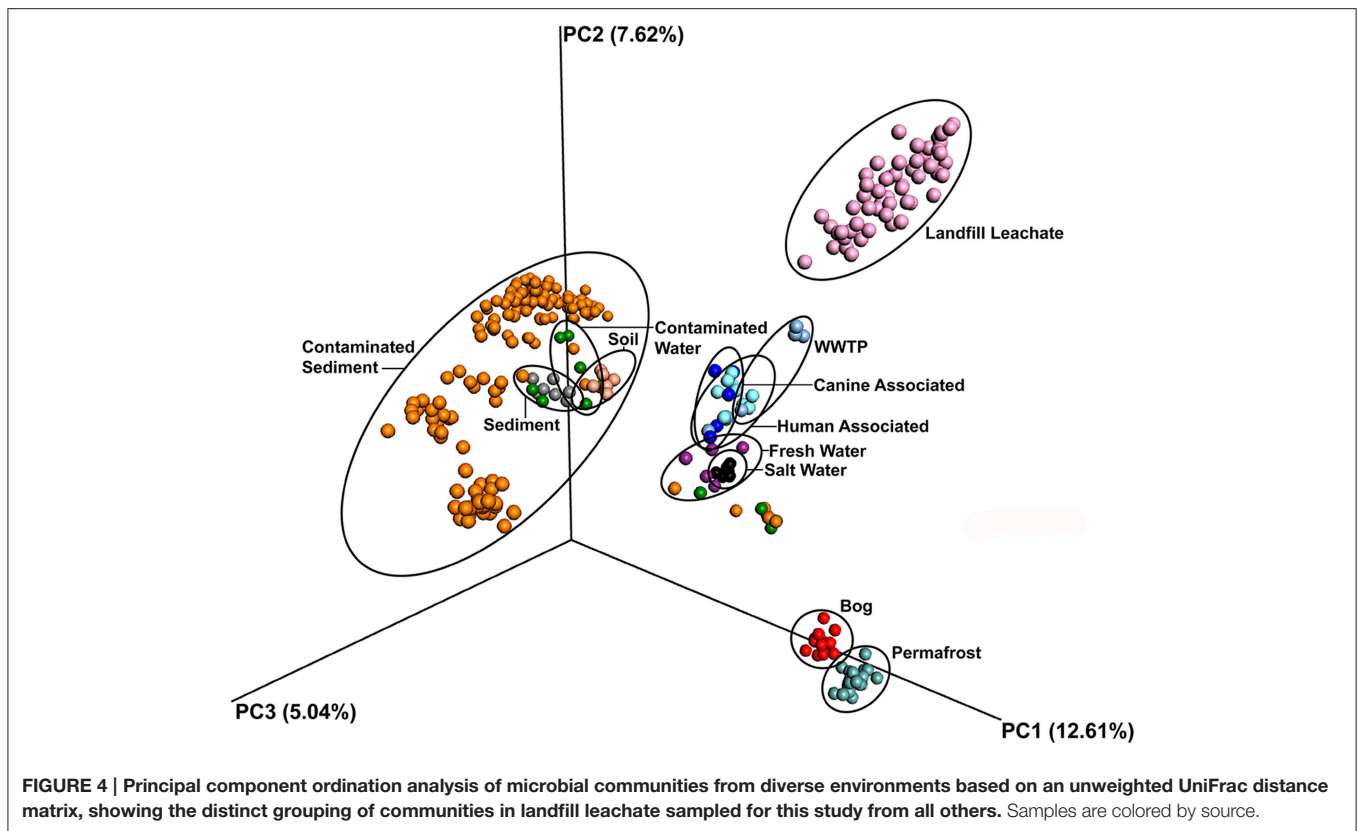 PC2 (7.62%)
Landfill Leachate
Contaminated
Sediment
Contaminated
Water
Soil
WWTP
Canine Associated
Sediment
Human Associated
Fresh Water
Salt Water
Bog
Permafrost
PC3 (5.04%)
PC1 (12.61%)
FIGURE 4 | Principal component ordination analysis of microbial communities from diverse environments based on an unweighted UniFrac distance
matrix, showing the distinct grouping of communities in landfill leachate sampled for this study from all others. Samples are colored by source.